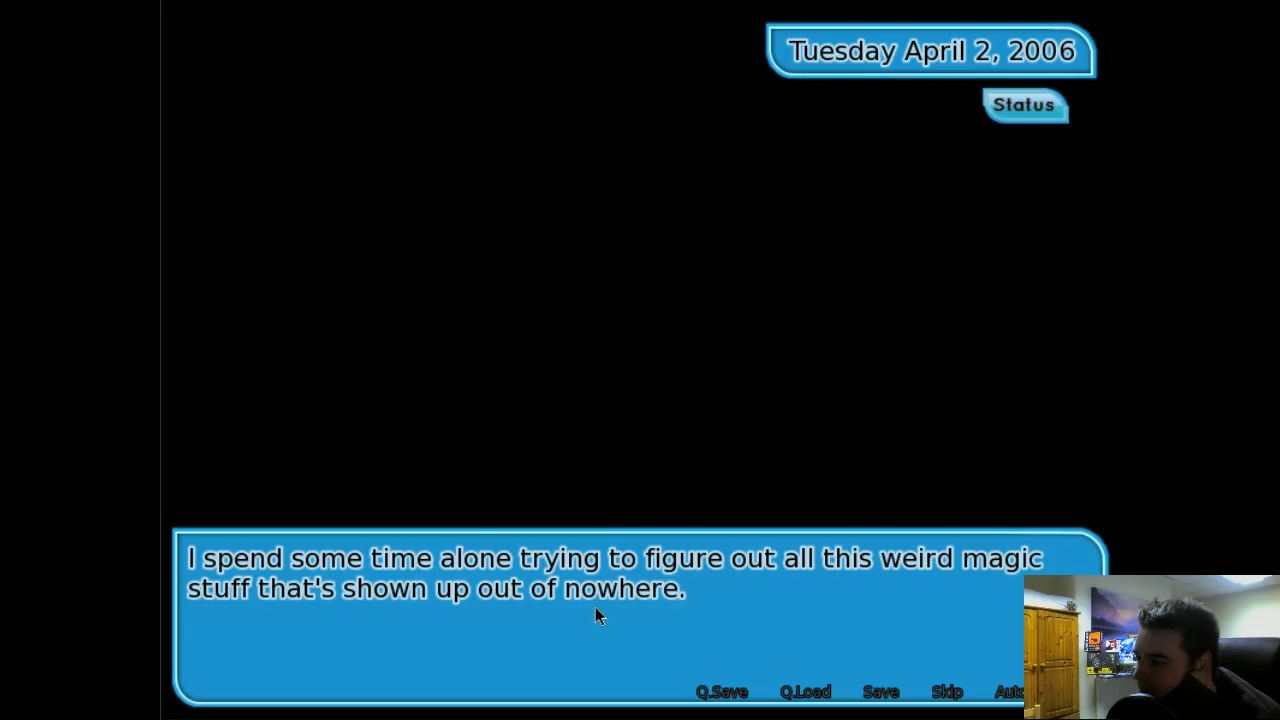 Tuesday April 2, 2006
Status
I spend some time alone trying to figure out all this weird magic
stuff that's shown up out of nowhere.
Q.Save Q.Load Save Skip Auto